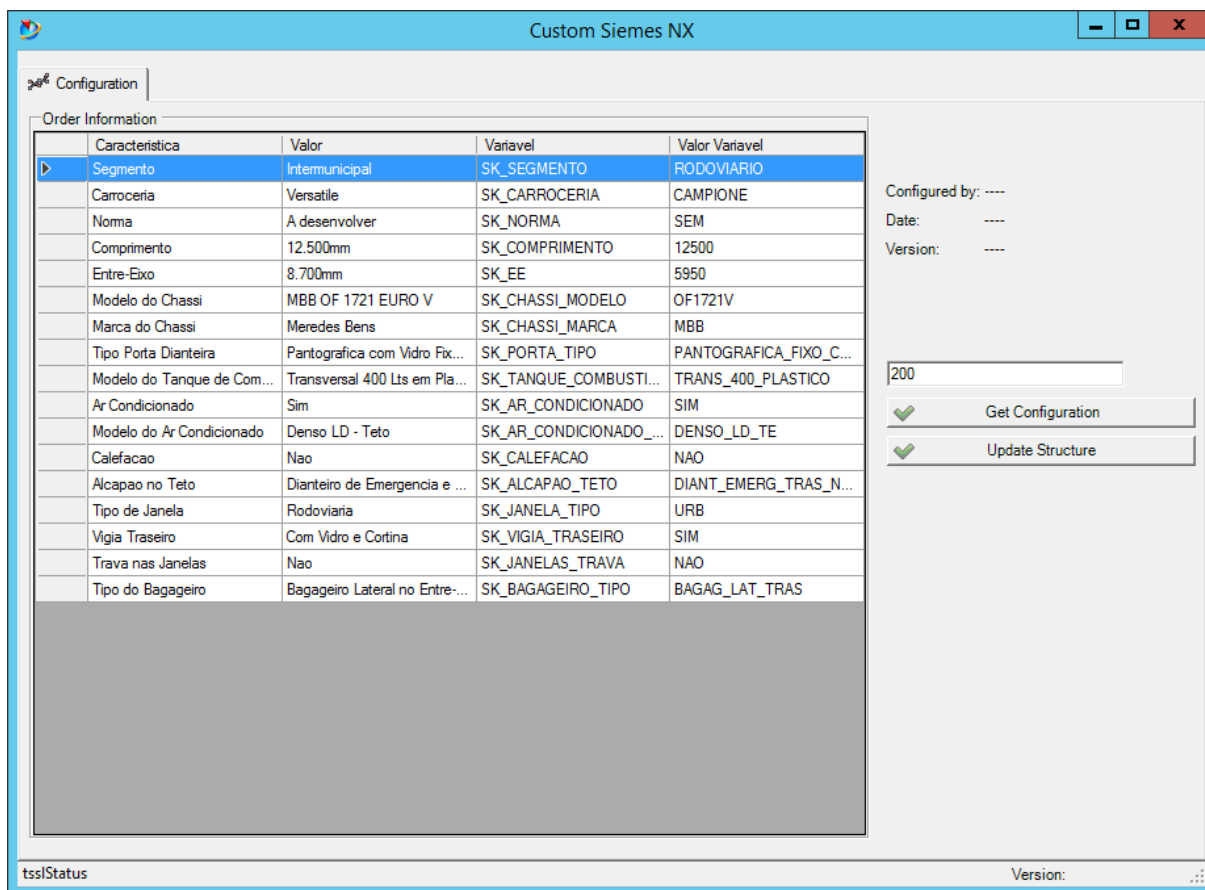 Custom Siemes NX
Configuration
Order Information
Caracteristica Valor Variavel Valor Variavel
Segmento Intermunicipal SK_SEGMENTO RODOVIARIO
Carroceria Versatile SK_CARROCERIA CAMPIONE
Norma A desenvolver SK_NORMA SEM
Comprimento 12.500mm SK_COMPRIMENTO 12500
Entre-Eixo 8.700mm SK_EE 5950
Modelo do Chassi MBB OF 1721 EURO V SK_CHASSI_MODELO OF1721V
Marca do Chassi Meredes Bens SK_CHASSI_MARCA MBB
Tipo Porta Dianteira Pantografica com Vidro Fix... SK_PORTA_TIPO PANTOGRAFICA_FIXO_C...
Modelo do Tanque de Com... Transversal 400 Lts em Pla... SK_TANQUE_COMBUSTI... TRANS_400_PLASTICO
Ar Condicionado Sim SK_AR_CONDICIONADO SIM
Modelo do Ar Condicionado Denso LD - Teto SK_AR_CONDICIONADO_... DENSO_LD_TE
Calefacao Nao SK_CALEFACAO NAO
Alcapao no Teto Dianteiro de Emergencia e ... SK_ALCAPAO_TETO DIANT_EMERG_TRAS_N...
Tipo de Janela Rodoviaria SK_JANELA_TIPO URB
Vigia Traseiro Com Vidro e Cortina SK_VIGIA_TRASEIRO SIM
Trava nas Janelas Nao SK_JANELAS_TRAVA NAO
Tipo do Bagageiro Bagageiro Lateral no Entre-... SK_BAGAGEIRO_TIPO BAGAG_LAT_TRAS
Configured by: ----
Date: ----
Version: ----
200
Get Configuration
Update Structure
tsslStatus Version: